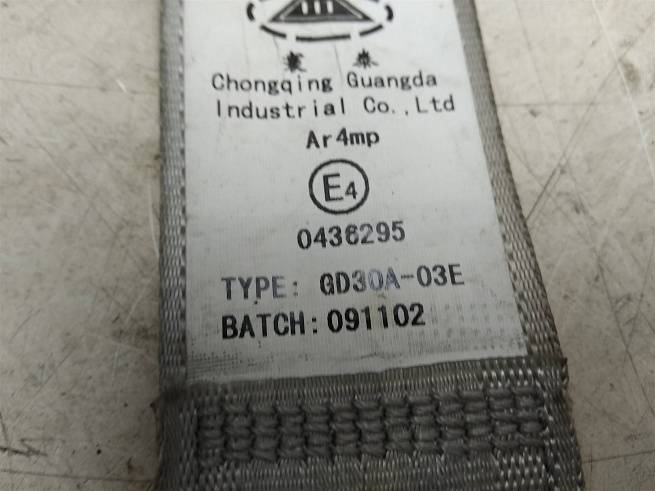 Chongqing Guangda
Industrial Co.,Ltd
Ar4mp
E4
0436295
TYPE: GD30A-03E
BATCH: 091102